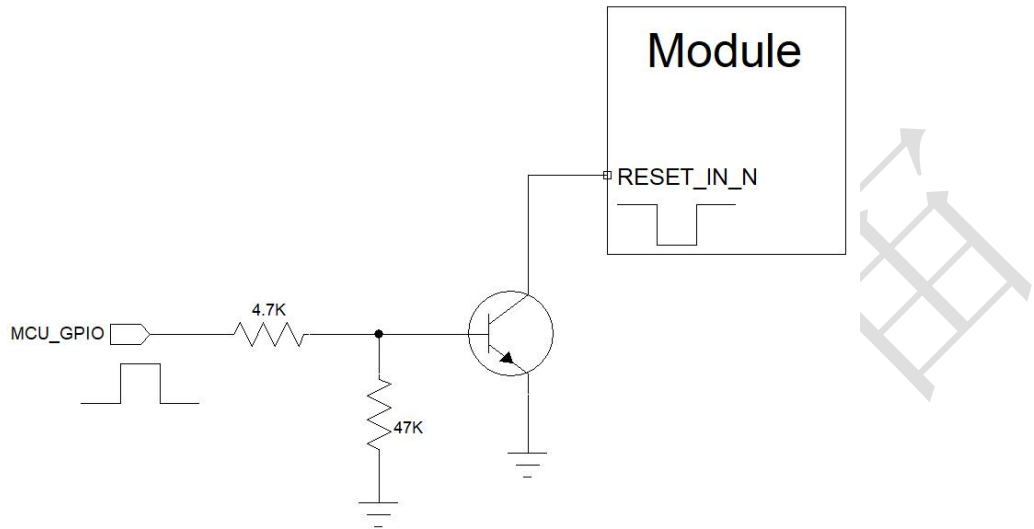 Module
RESET_IN_N
4.7K
MCU_GPIO
47K